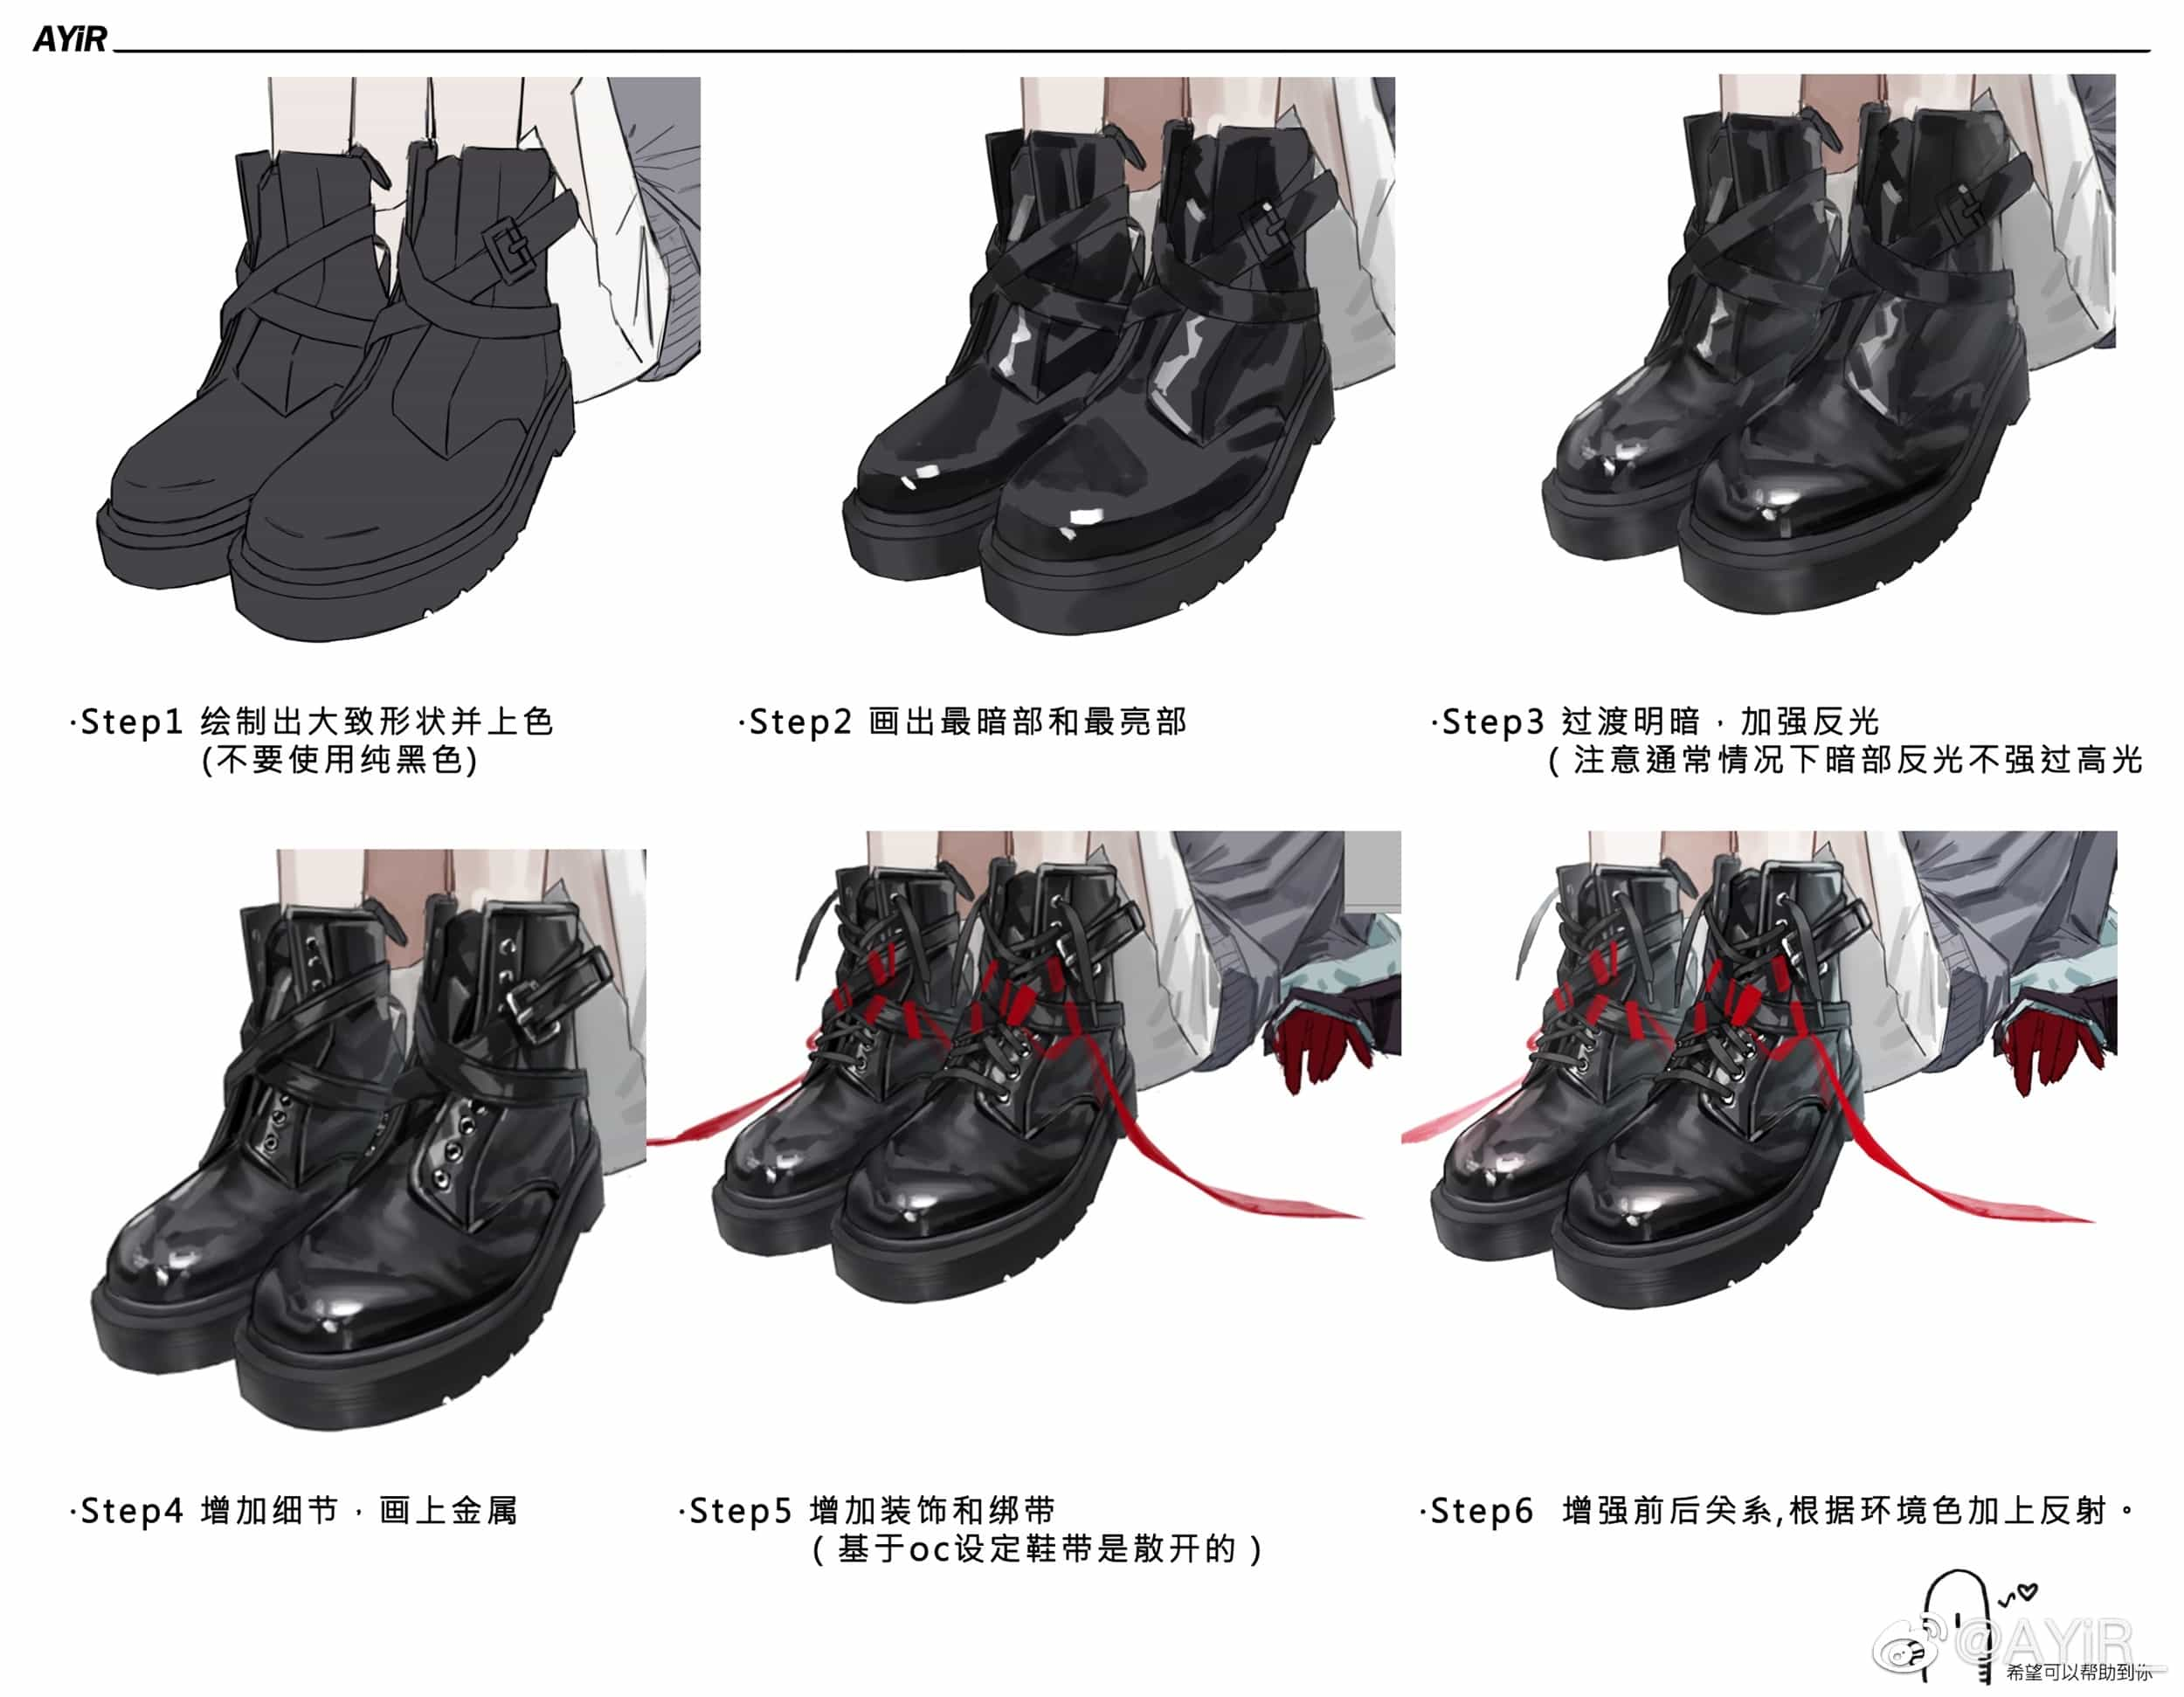 AYiR
·Step1 绘制出大致形状并上色
(不要使用纯黑色)
·Step2 画出最暗部和最亮部
·Step3 过渡明暗，加强反光
(注意通常情况下暗部反光不强过高光
·Step4 增加细节，画上金属
·Step5 增加装饰和绑带
(基于oc设定鞋带是散开的)
·Step6 增强前后关系,根据环境色加上反射。
@AYiR_
希望可以帮助到你